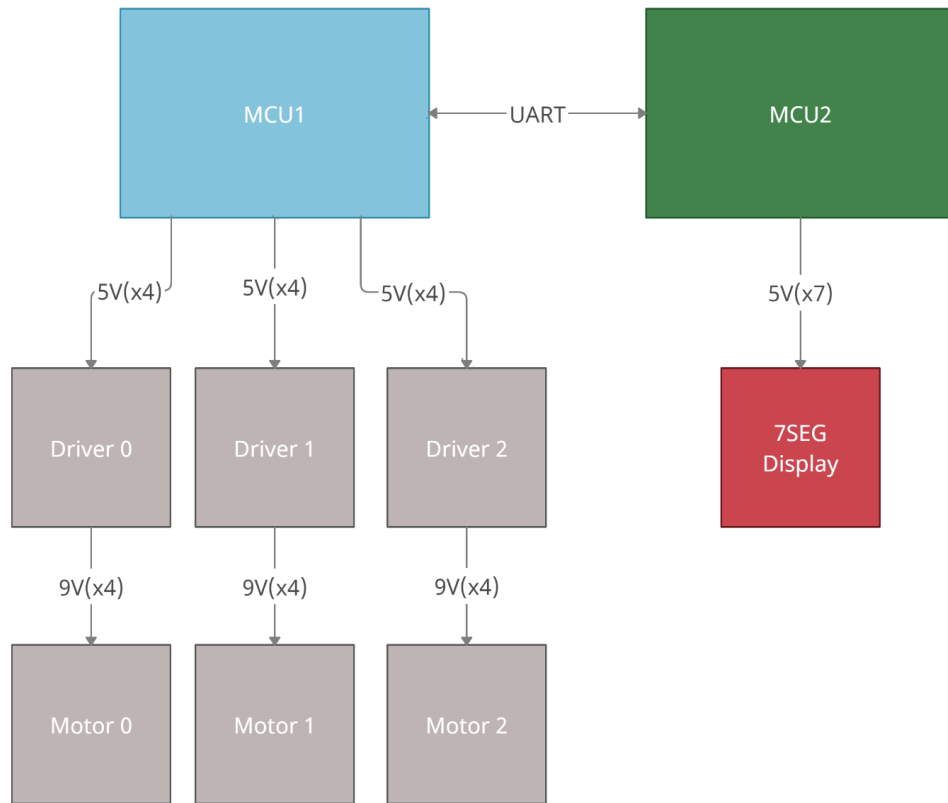 MCU1
UART
MCU2
5V(x4)
5V(x4)
5V(x4)
5V(x7)
Driver 0
Driver 1
Driver 2
7SEG
Display
9V(x4)
9V(x4)
9V(x4)
Motor 0
Motor 1
Motor 2